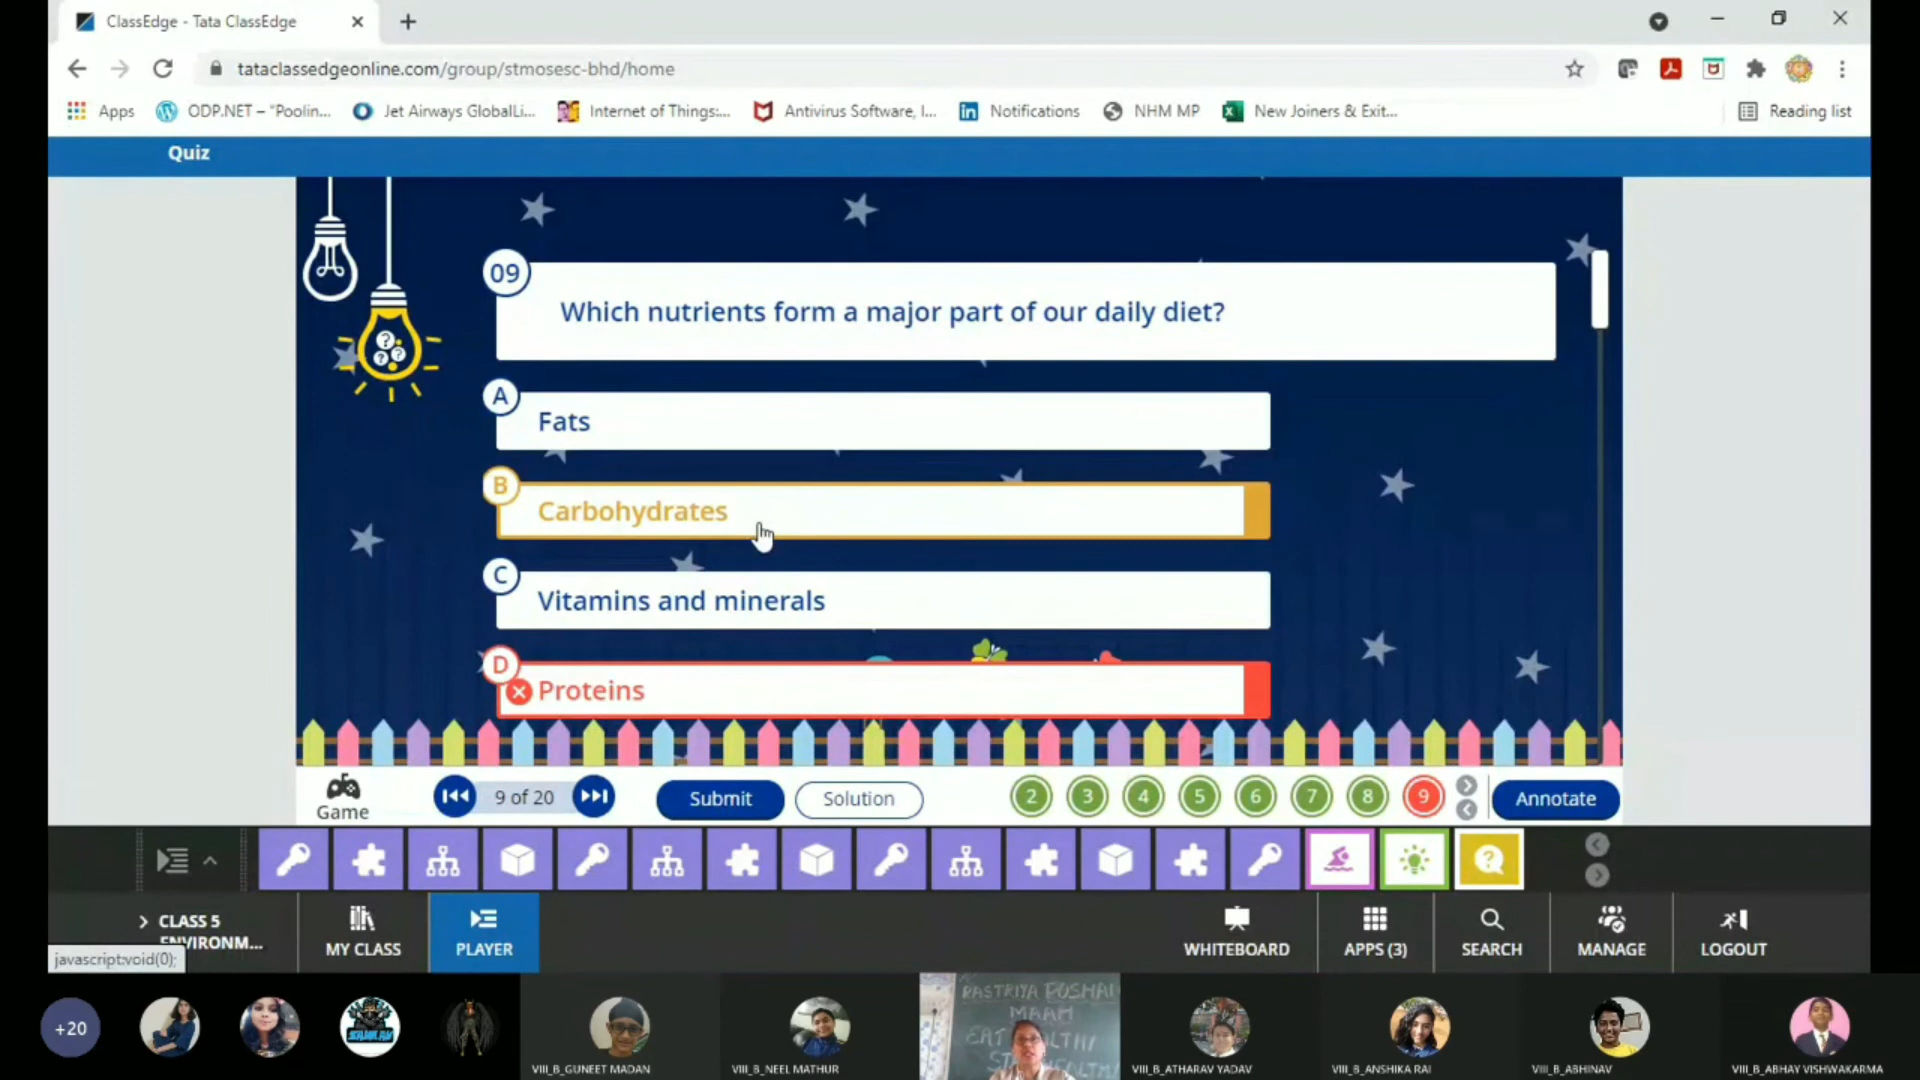 ClassEdge - Tata ClassEdge
tataclassedgeonline.com/group/stmosesc-bhd/home
Apps
ODP.NET – "Poolin...
Jet Airways GlobalLi...
Internet of Things:...
Antivirus Software, I...
Notifications
NHM MP
New Joiners & Exit...
Reading list
Quiz
09
Which nutrients form a major part of our daily diet?
A
Fats
B
Carbohydrates
C
Vitamins and minerals
D
Proteins
Game
9 of 20
Submit
Solution
2 3 4 5 6 7 8 9
Annotate
CLASS 5
ENVIRONM...
MY CLASS
PLAYER
WHITEBOARD
APPS (3)
SEARCH
MANAGE
LOGOUT
javascript:void(0);
+20
RASTRIYA POSHAN
MAAH
VIII_B_GUNEET MADAN
VIII_B_NEEL MATHUR
VIII_B_ATHARAV YADAV
VIII_B_ANSHIKA RAI
VIII_B_ABHINAV
VIII_B_ABHAY VISHWAKARMA